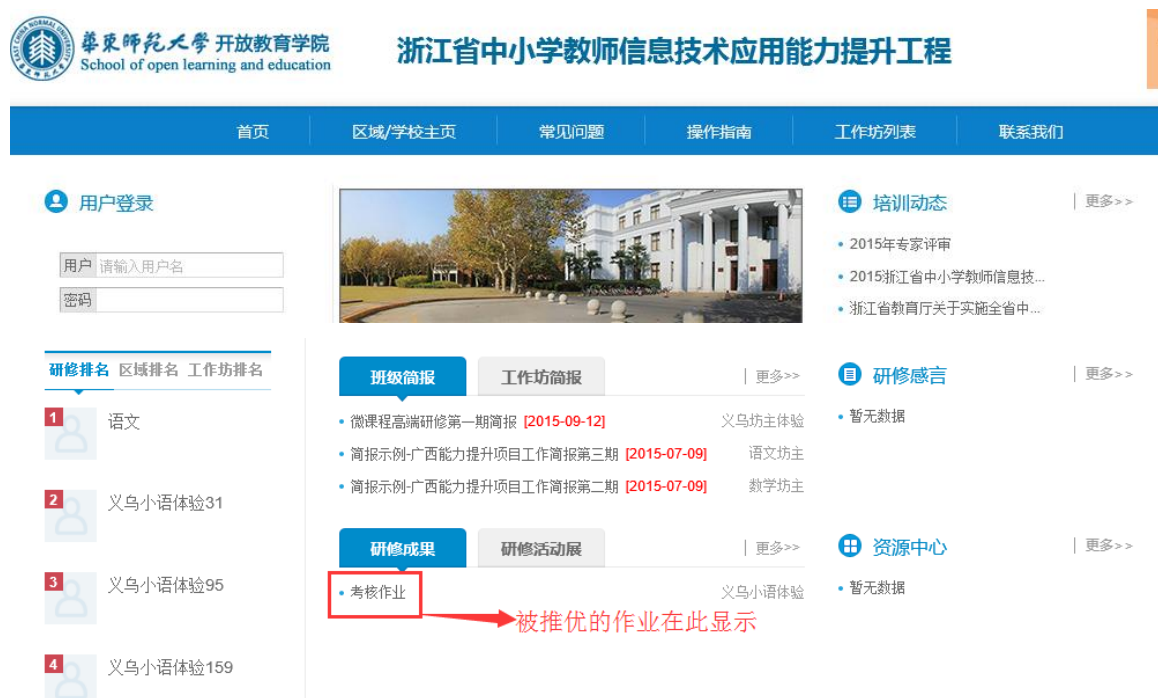 華東師範大學 开放教育学院
School of open learning and education
浙江省中小学教师信息技术应用能力提升工程
首页 区域/学校主页 常见问题 操作指南 工作坊列表 联系我们
用户登录
用户 请输入用户名
密码
培训动态 | 更多>>
• 2015年专家评审
• 2015浙江省中小学教师信息技...
• 浙江省教育厅关于实施全省中...
研修排名 区域排名 工作坊排名
1 语文
2 义乌小语体验31
3 义乌小语体验95
4 义乌小语体验159
班级简报 工作坊简报 | 更多>>
• 微课程高端研修第一期简报 [2015-09-12] 义乌坊主体验
• 简报示例-广西能力提升项目工作简报第三期 [2015-07-09] 语文坊主
• 简报示例-广西能力提升项目工作简报第二期 [2015-07-09] 数学坊主
研修感言 | 更多>>
• 暂无数据
研修成果 研修活动展 | 更多>>
• 考核作业 义乌小语体验
被推优的作业在此显示
资源中心 | 更多>>
• 暂无数据